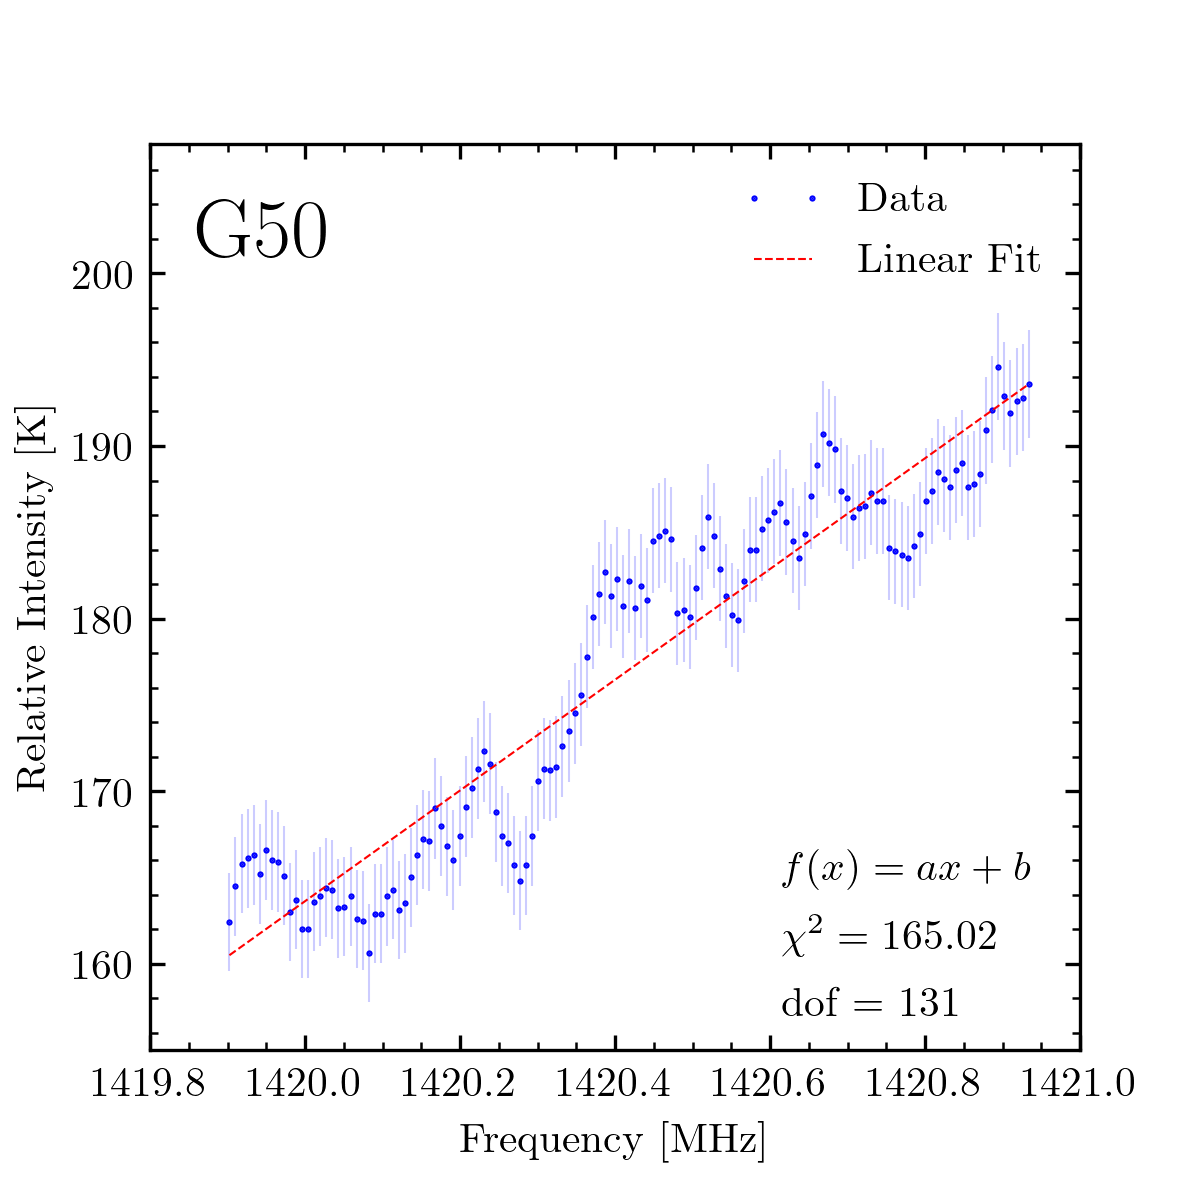 G50
Data
Linear Fit
200
190
180
170
160
Relative Intensity [K]
f(x) = ax + b
χ² = 165.02
dof = 131
1419.8 1420.0 1420.2 1420.4 1420.6 1420.8 1421.0
Frequency [MHz]